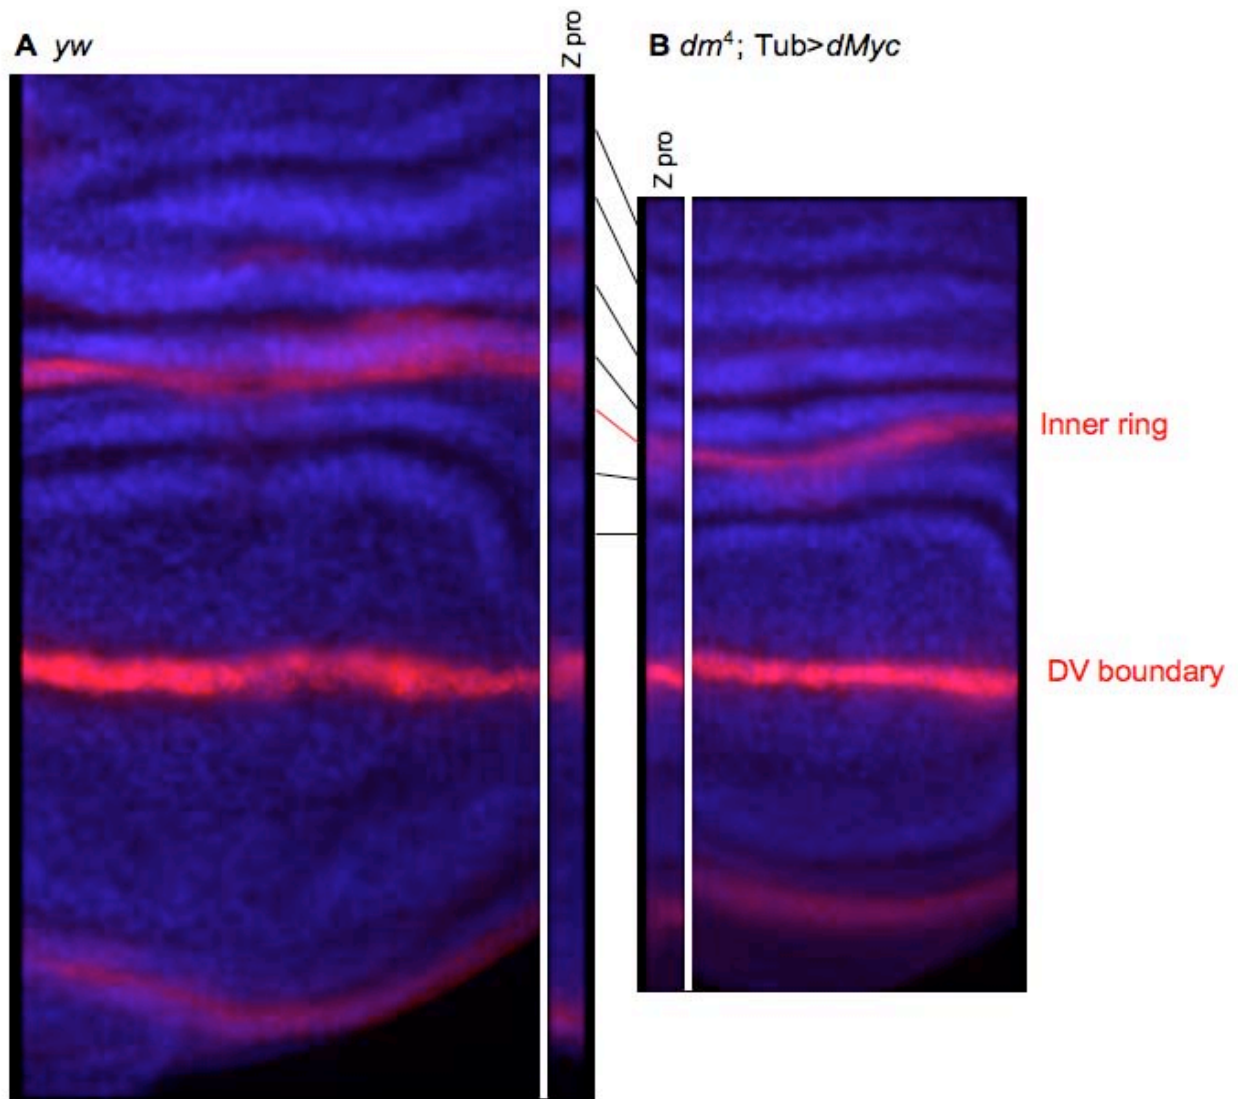 A yw
Z pro
B dm⁴; Tub>dMyc
Z pro
Inner ring
DV boundary